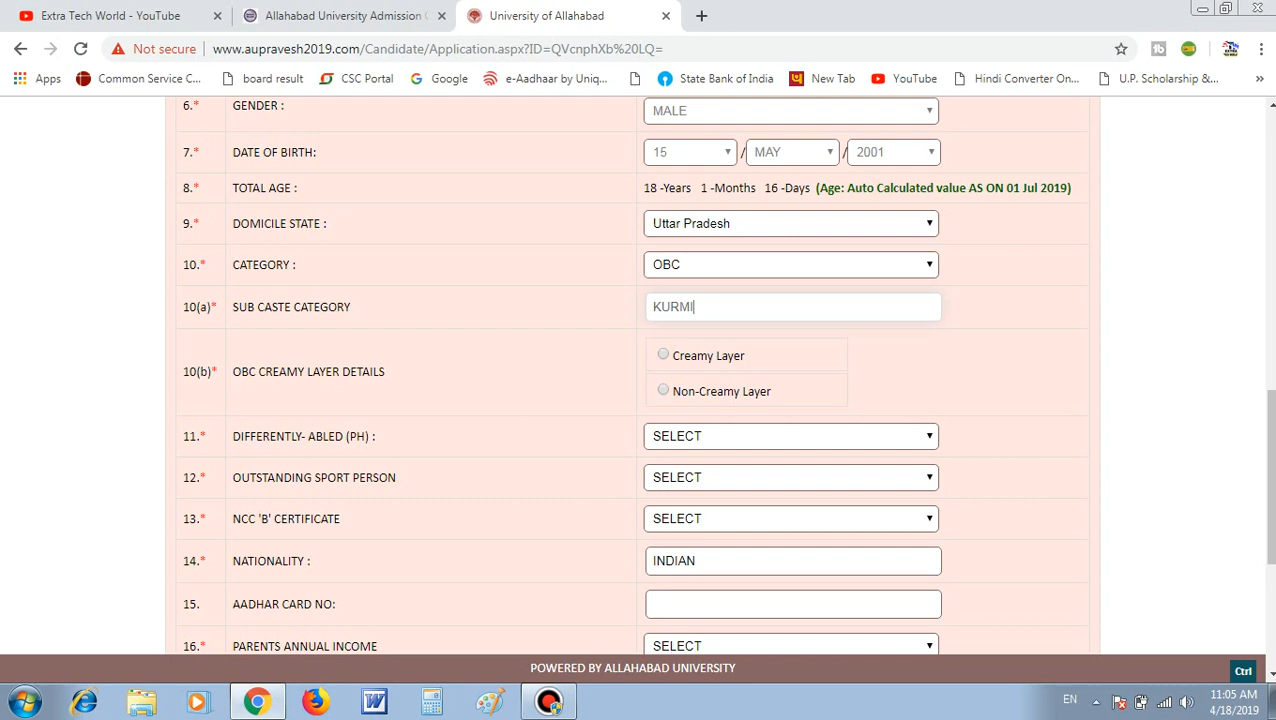 Extra Tech World - YouTube
Allahabad University Admission
University of Allahabad
Not secure www.aupravesh2019.com/Candidate/Application.aspx?ID=QVcnphXb%20LQ=
Apps Common Service C... board result CSC Portal Google e-Aadhaar by Uniq... State Bank of India New Tab YouTube Hindi Converter On... U.P. Scholarship &... »
6.* GENDER : MALE
7.* DATE OF BIRTH: 15 / MAY / 2001
8.* TOTAL AGE : 18 -Years 1 -Months 16 -Days (Age: Auto Calculated value AS ON 01 Jul 2019)
9.* DOMICILE STATE : Uttar Pradesh
10.* CATEGORY : OBC
10(a)* SUB CASTE CATEGORY KURMI
10(b)* OBC CREAMY LAYER DETAILS
Creamy Layer
Non-Creamy Layer
11.* DIFFERENTLY- ABLED (PH) : SELECT
12.* OUTSTANDING SPORT PERSON SELECT
13.* NCC 'B' CERTIFICATE SELECT
14.* NATIONALITY : INDIAN
15. AADHAR CARD NO:
16.* PARENTS ANNUAL INCOME SELECT
POWERED BY ALLAHABAD UNIVERSITY
Ctrl
EN
11:05 AM
4/18/2019